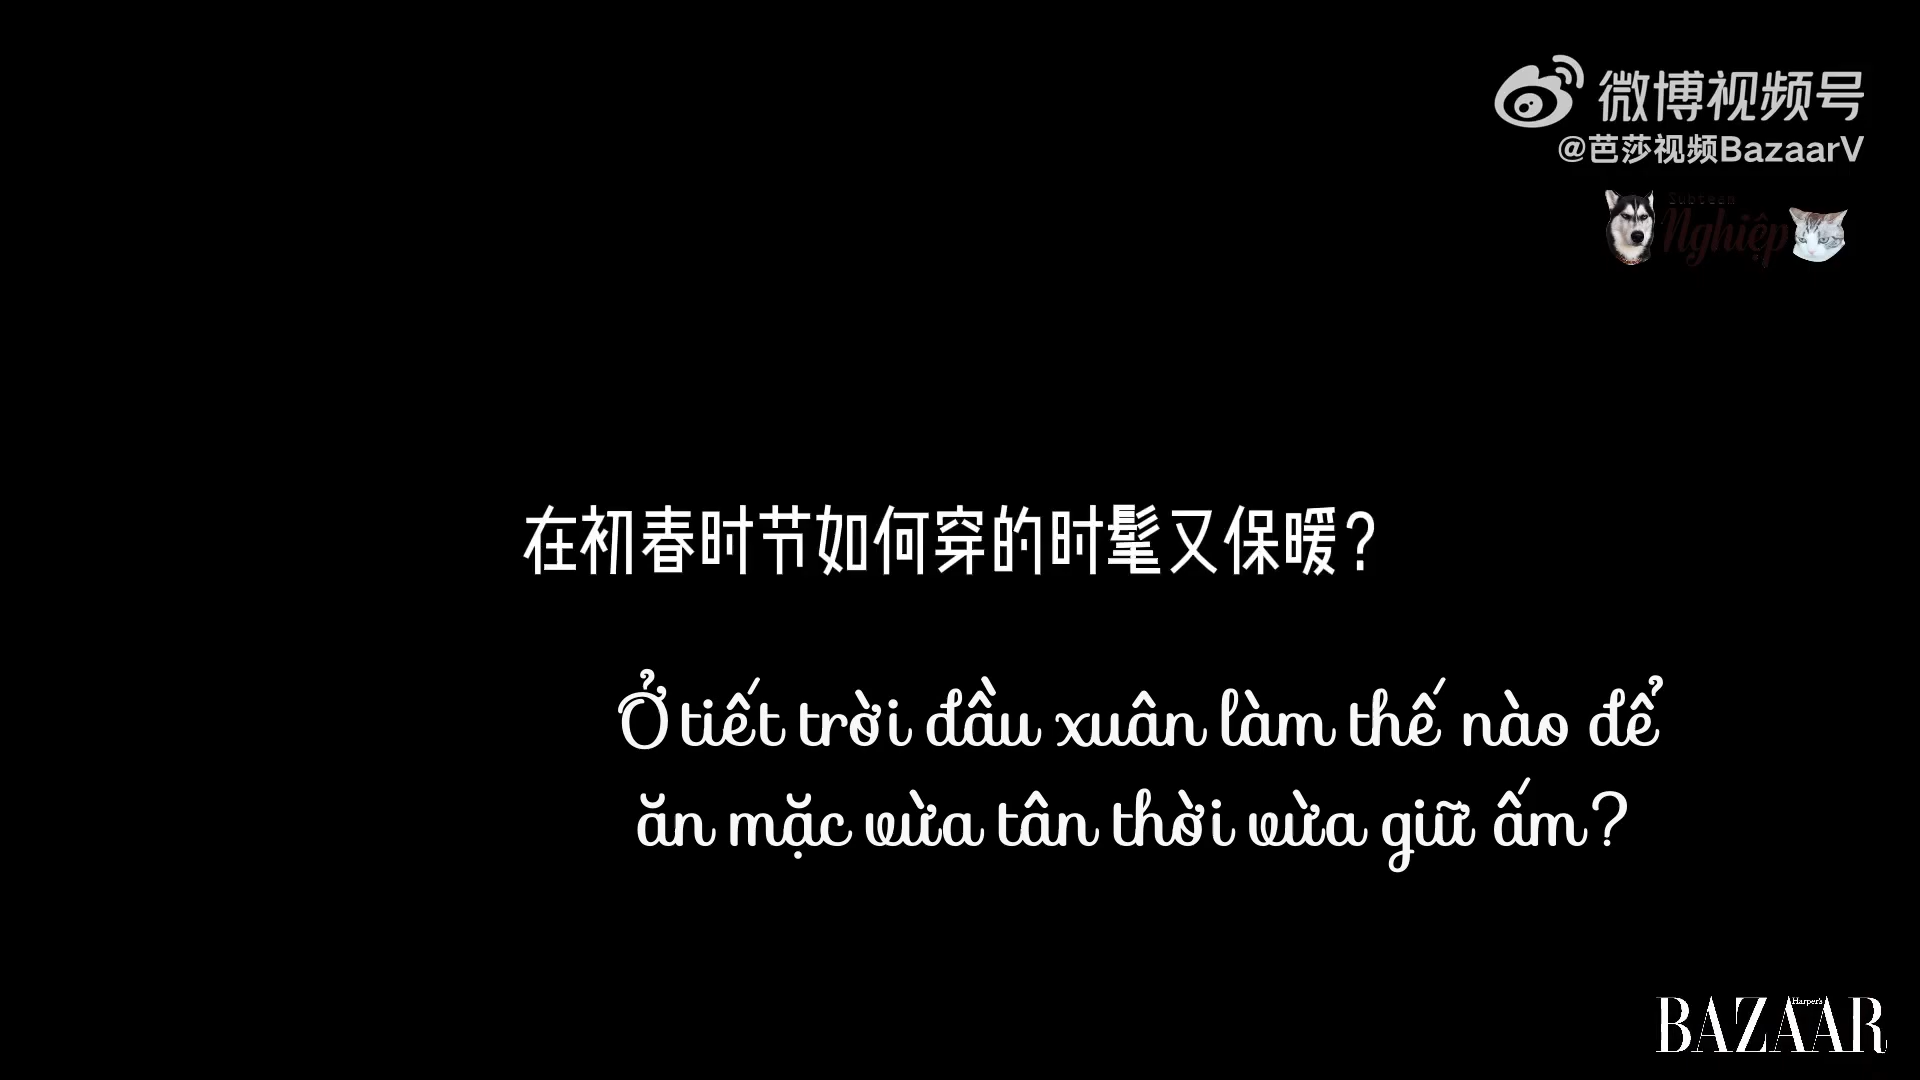 微博视频号
@芭莎视频BazaarV
Subteam
Nghiệp
在初春时节如何穿的时髦又保暖？
Ở tiết trời đầu xuân làm thế nào để
ăn mặc vừa tân thời vừa giữ ấm?
Harper's
BAZAAR